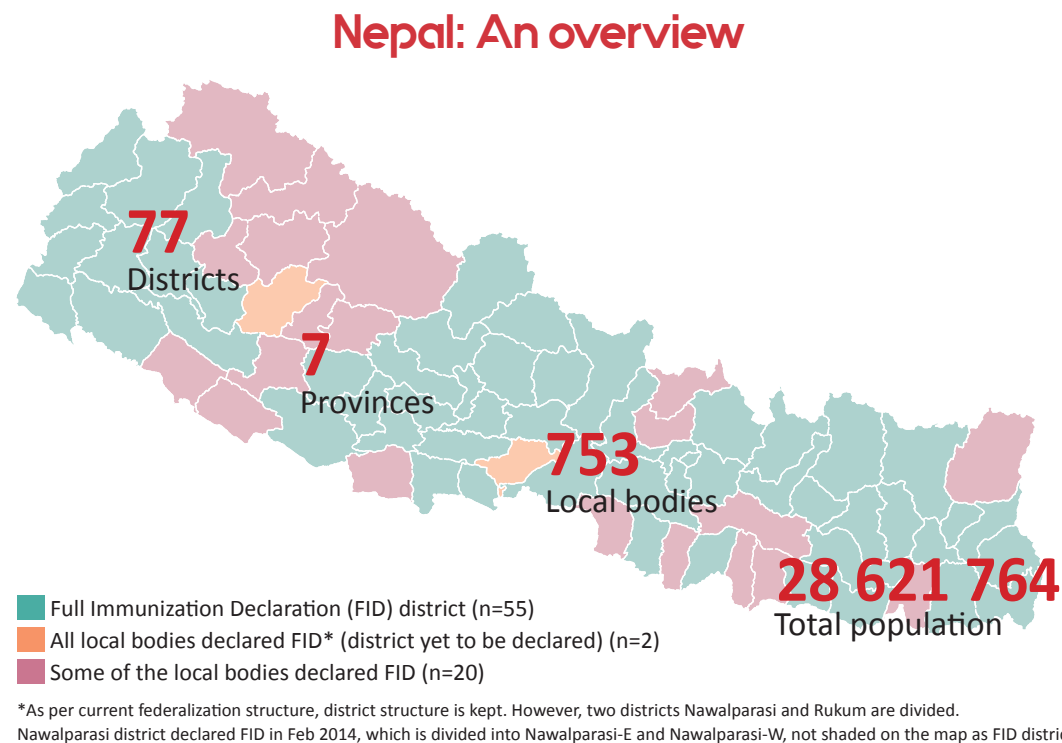 Nepal: An overview
77
Districts
7
Provinces
753
Local bodies
28 621 764
Total population
Full Immunization Declaration (FID) district (n=55)
All local bodies declared FID* (district yet to be declared) (n=2)
Some of the local bodies declared FID (n=20)
*As per current federalization structure, district structure is kept. However, two districts Nawalparasi and Rukum are divided.
Nawalparasi district declared FID in Feb 2014, which is divided into Nawalparasi-E and Nawalparasi-W, not shaded on the map as FID